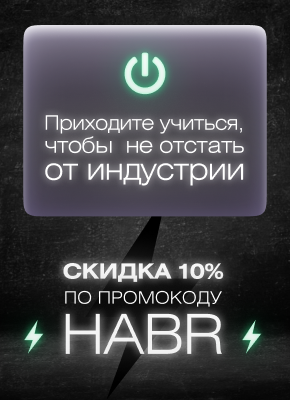 Приходите учиться,
чтобы не отстать
от индустрии
СКИДКА 10%
ПО ПРОМОКОДУ
HABR